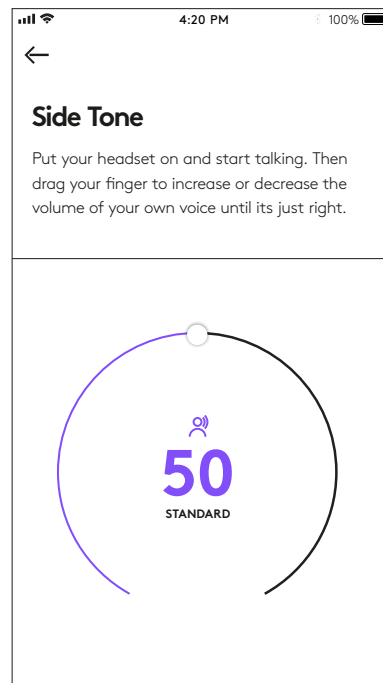 4:20 PM
100%
Side Tone
Put your headset on and start talking. Then
drag your finger to increase or decrease the
volume of your own voice until its just right.
50
STANDARD